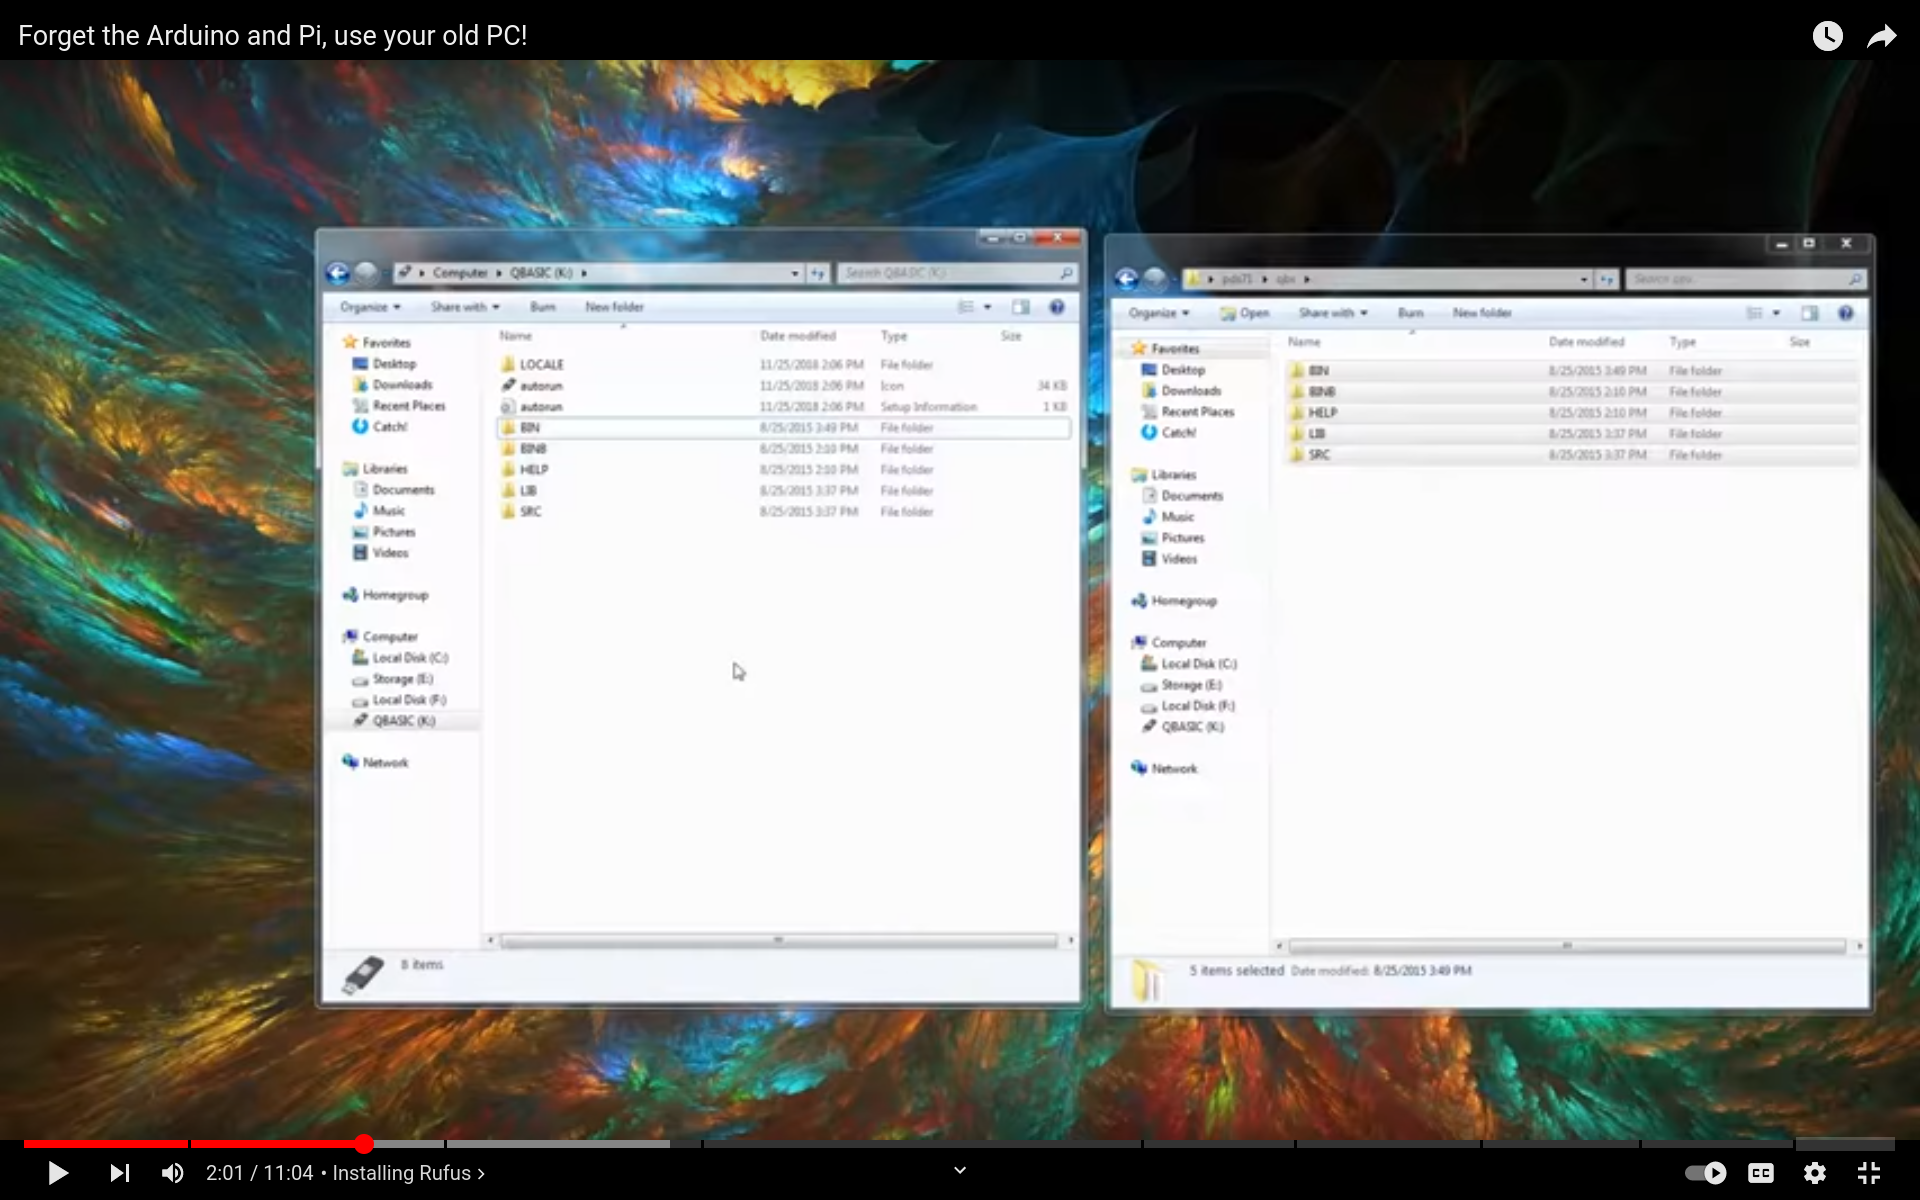 Forget the Arduino and Pi, use your old PC!
Computer QBASIC (K:)
Search QBASIC (K:)
Organize Share with Burn New folder
Name Date modified Type Size
Favorites
Desktop
Downloads
Recent Places
Catch!
Libraries
Documents
Music
Pictures
Videos
Homegroup
Computer
Local Disk (C:)
Storage (E:)
Local Disk (F:)
QBASIC (K:)
Network
LOCALE 11/25/2018 2:06 PM File folder
autorun 11/25/2018 2:06 PM Icon 34 KB
autorun 11/25/2018 2:06 PM Setup Information 1 KB
BIN 8/25/2015 3:49 PM File folder
BINB 8/25/2015 2:10 PM File folder
HELP 8/25/2015 2:10 PM File folder
LIB 8/25/2015 3:37 PM File folder
SRC 8/25/2015 3:37 PM File folder
8 items
pds71 qbx
Search qbx
Organize Open Share with Burn New folder
Name Date modified Type Size
Favorites
Desktop
Downloads
Recent Places
Catch!
Libraries
Documents
Music
Pictures
Videos
Homegroup
Computer
Local Disk (C:)
Storage (E:)
Local Disk (F:)
QBASIC (K:)
Network
BIN 8/25/2015 3:49 PM File folder
BINB 8/25/2015 2:10 PM File folder
HELP 8/25/2015 2:10 PM File folder
LIB 8/25/2015 3:37 PM File folder
SRC 8/25/2015 3:37 PM File folder
5 items selected Date modified: 8/25/2015 3:49 PM
2:01 / 11:04 • Installing Rufus ›
CC